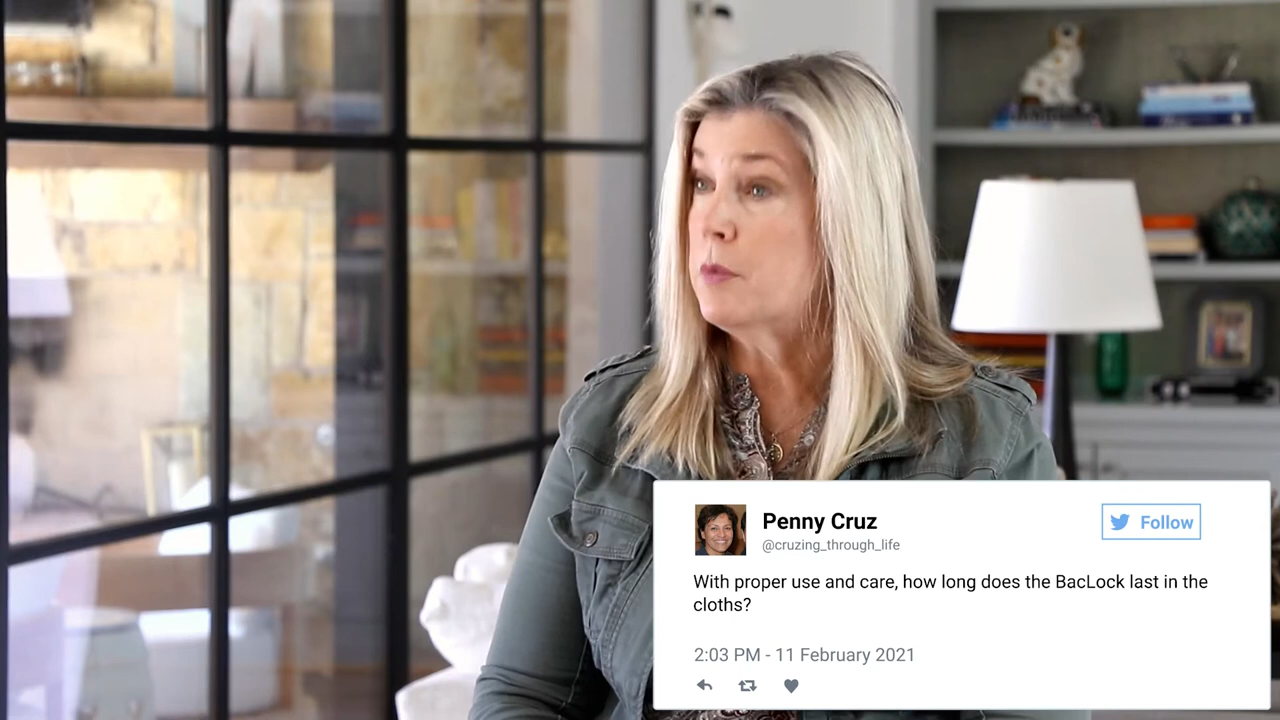 Penny Cruz
@cruzing_through_life
Follow
With proper use and care, how long does the BacLock last in the
cloths?
2:03 PM - 11 February 2021